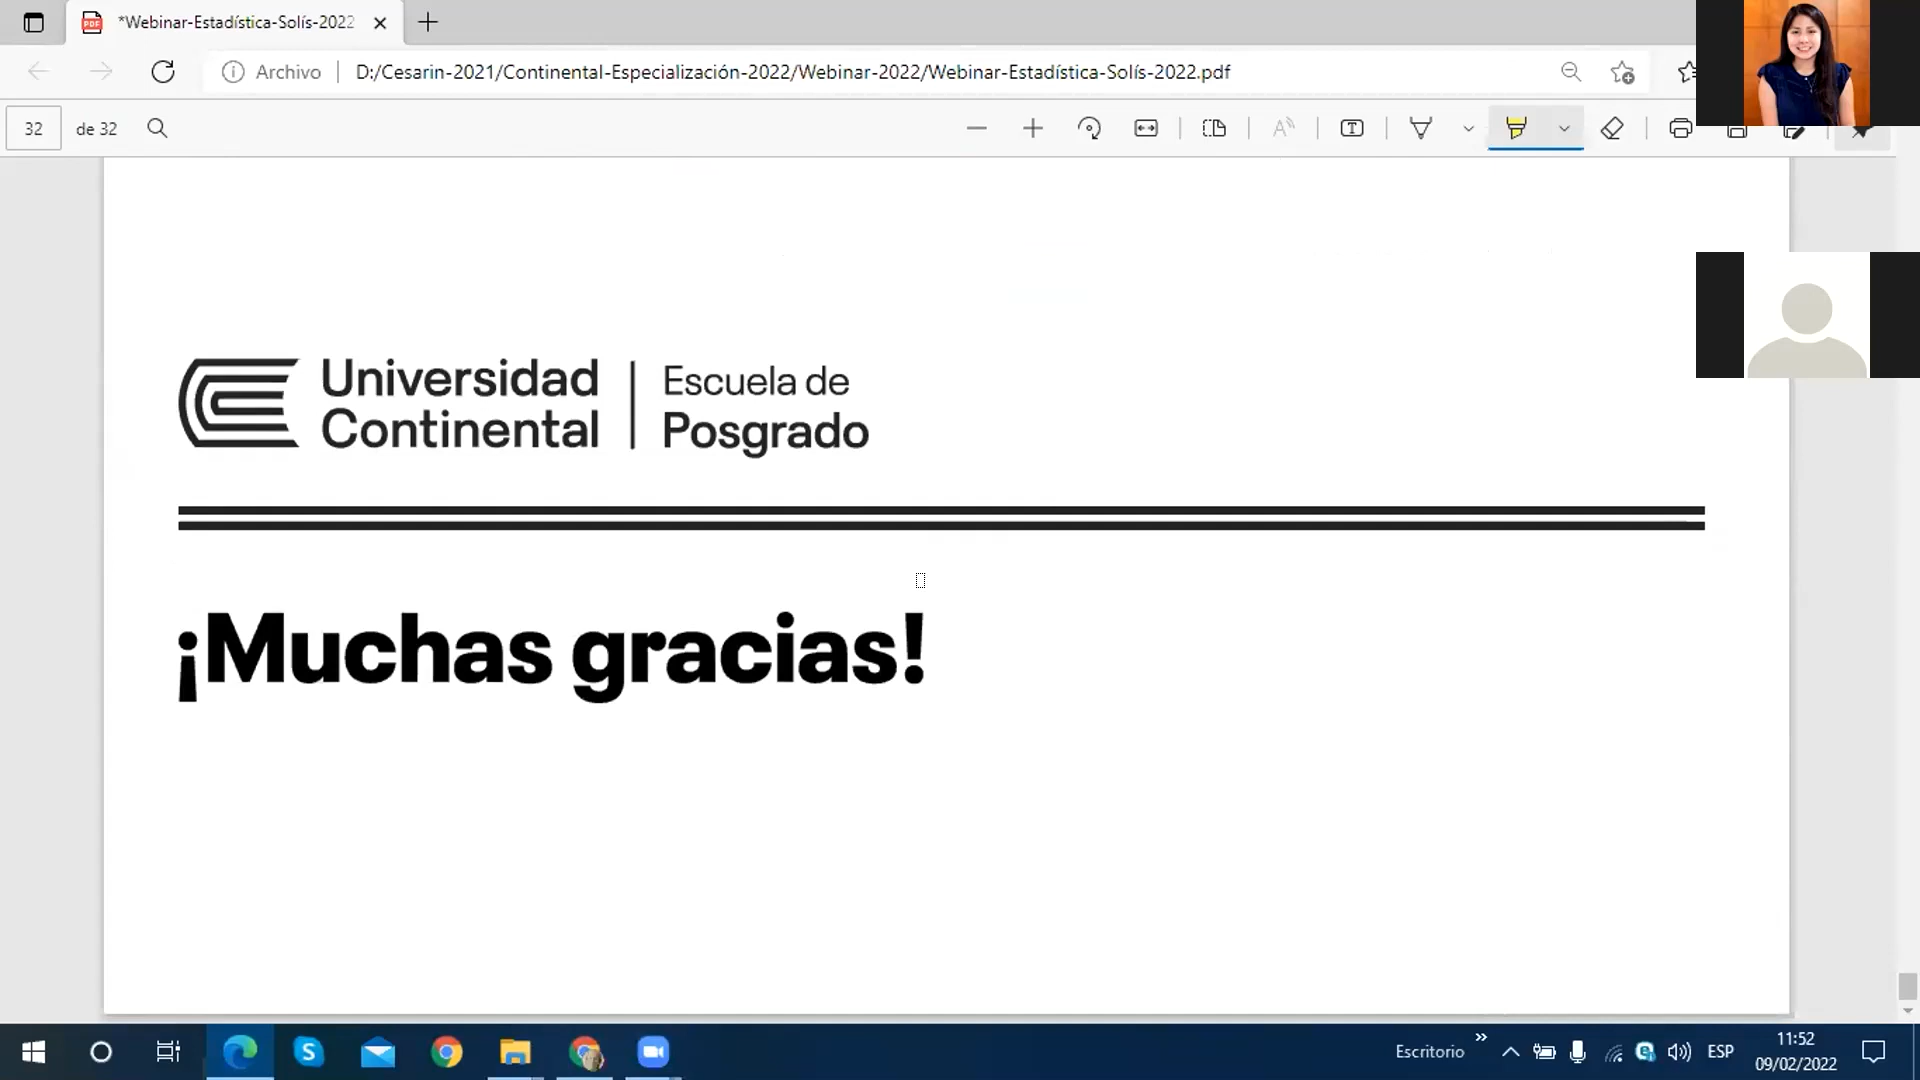 *Webinar-Estadística-Solís-2022
Archivo
D:/Cesarin-2021/Continental-Especialización-2022/Webinar-2022/Webinar-Estadística-Solís-2022.pdf
32 de 32
Universidad Continental
Escuela de Posgrado
¡Muchas gracias!
Escritorio
ESP
11:52
09/02/2022